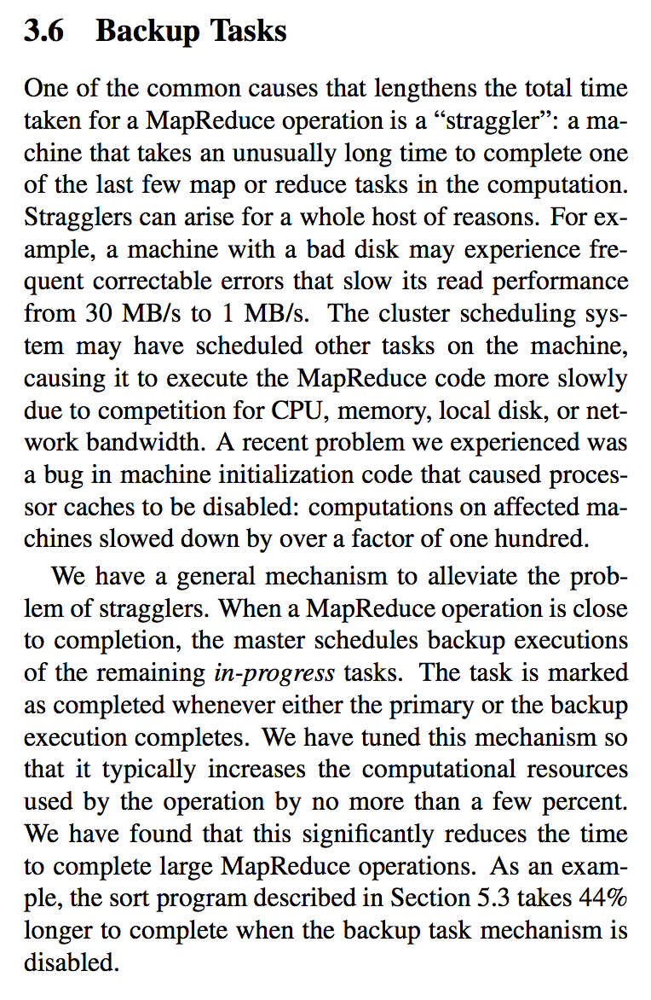 3.6 Backup Tasks
One of the common causes that lengthens the total time
taken for a MapReduce operation is a “straggler”: a ma-
chine that takes an unusually long time to complete one
of the last few map or reduce tasks in the computation.
Stragglers can arise for a whole host of reasons. For ex-
ample, a machine with a bad disk may experience fre-
quent correctable errors that slow its read performance
from 30 MB/s to 1 MB/s. The cluster scheduling sys-
tem may have scheduled other tasks on the machine,
causing it to execute the MapReduce code more slowly
due to competition for CPU, memory, local disk, or net-
work bandwidth. A recent problem we experienced was
a bug in machine initialization code that caused proces-
sor caches to be disabled: computations on affected ma-
chines slowed down by over a factor of one hundred.
We have a general mechanism to alleviate the prob-
lem of stragglers. When a MapReduce operation is close
to completion, the master schedules backup executions
of the remaining in-progress tasks. The task is marked
as completed whenever either the primary or the backup
execution completes. We have tuned this mechanism so
that it typically increases the computational resources
used by the operation by no more than a few percent.
We have found that this significantly reduces the time
to complete large MapReduce operations. As an exam-
ple, the sort program described in Section 5.3 takes 44%
longer to complete when the backup task mechanism is
disabled.